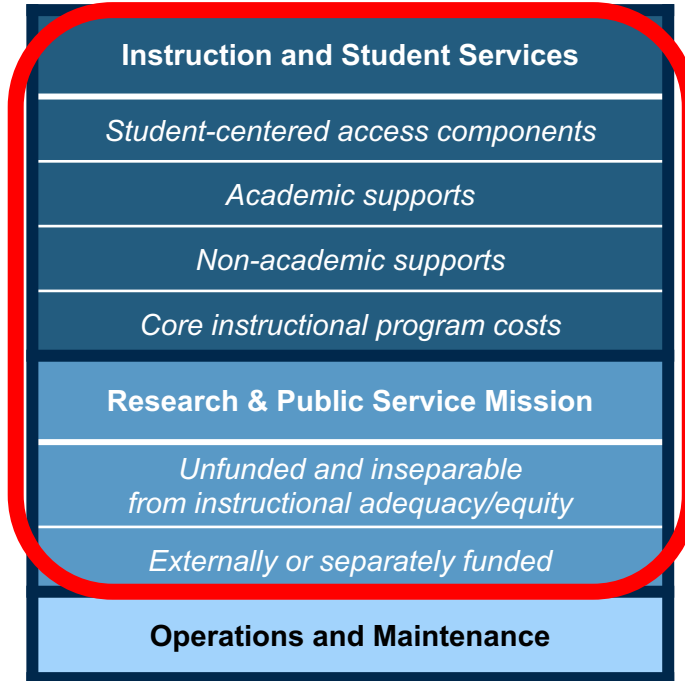 Instruction and Student Services
Student-centered access components
Academic supports
Non-academic supports
Core instructional program costs
Research & Public Service Mission
Unfunded and inseparable
from instructional adequacy/equity
Externally or separately funded
Operations and Maintenance